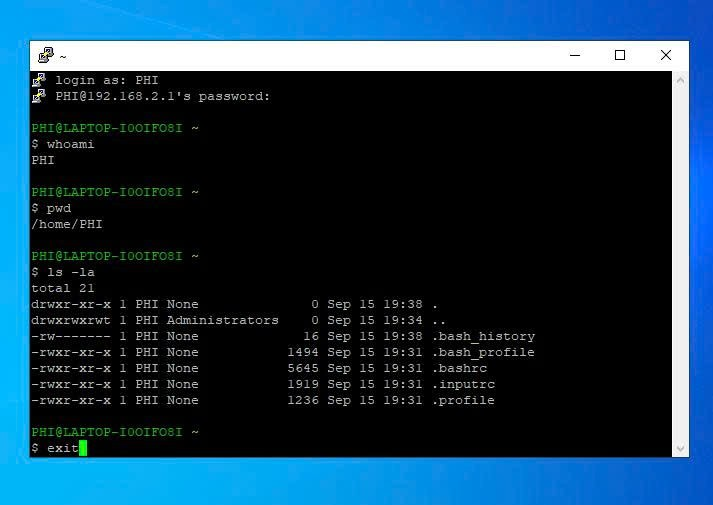 ~
login as: PHI
PHI@192.168.2.1's password:
PHI@LAPTOP-I0OIFO8I ~
$ whoami
PHI
PHI@LAPTOP-I0OIFO8I ~
$ pwd
/home/PHI
PHI@LAPTOP-I0OIFO8I ~
$ ls -la
total 21
drwxr-xr-x 1 PHI None              0 Sep 15 19:38 .
drwxrwxrwt 1 PHI Administrators    0 Sep 15 19:34 ..
-rw------- 1 PHI None             16 Sep 15 19:38 .bash_history
-rwxr-xr-x 1 PHI None           1494 Sep 15 19:31 .bash_profile
-rwxr-xr-x 1 PHI None           5645 Sep 15 19:31 .bashrc
-rwxr-xr-x 1 PHI None           1919 Sep 15 19:31 .inputrc
-rwxr-xr-x 1 PHI None           1236 Sep 15 19:31 .profile
PHI@LAPTOP-I0OIFO8I ~
$ exit